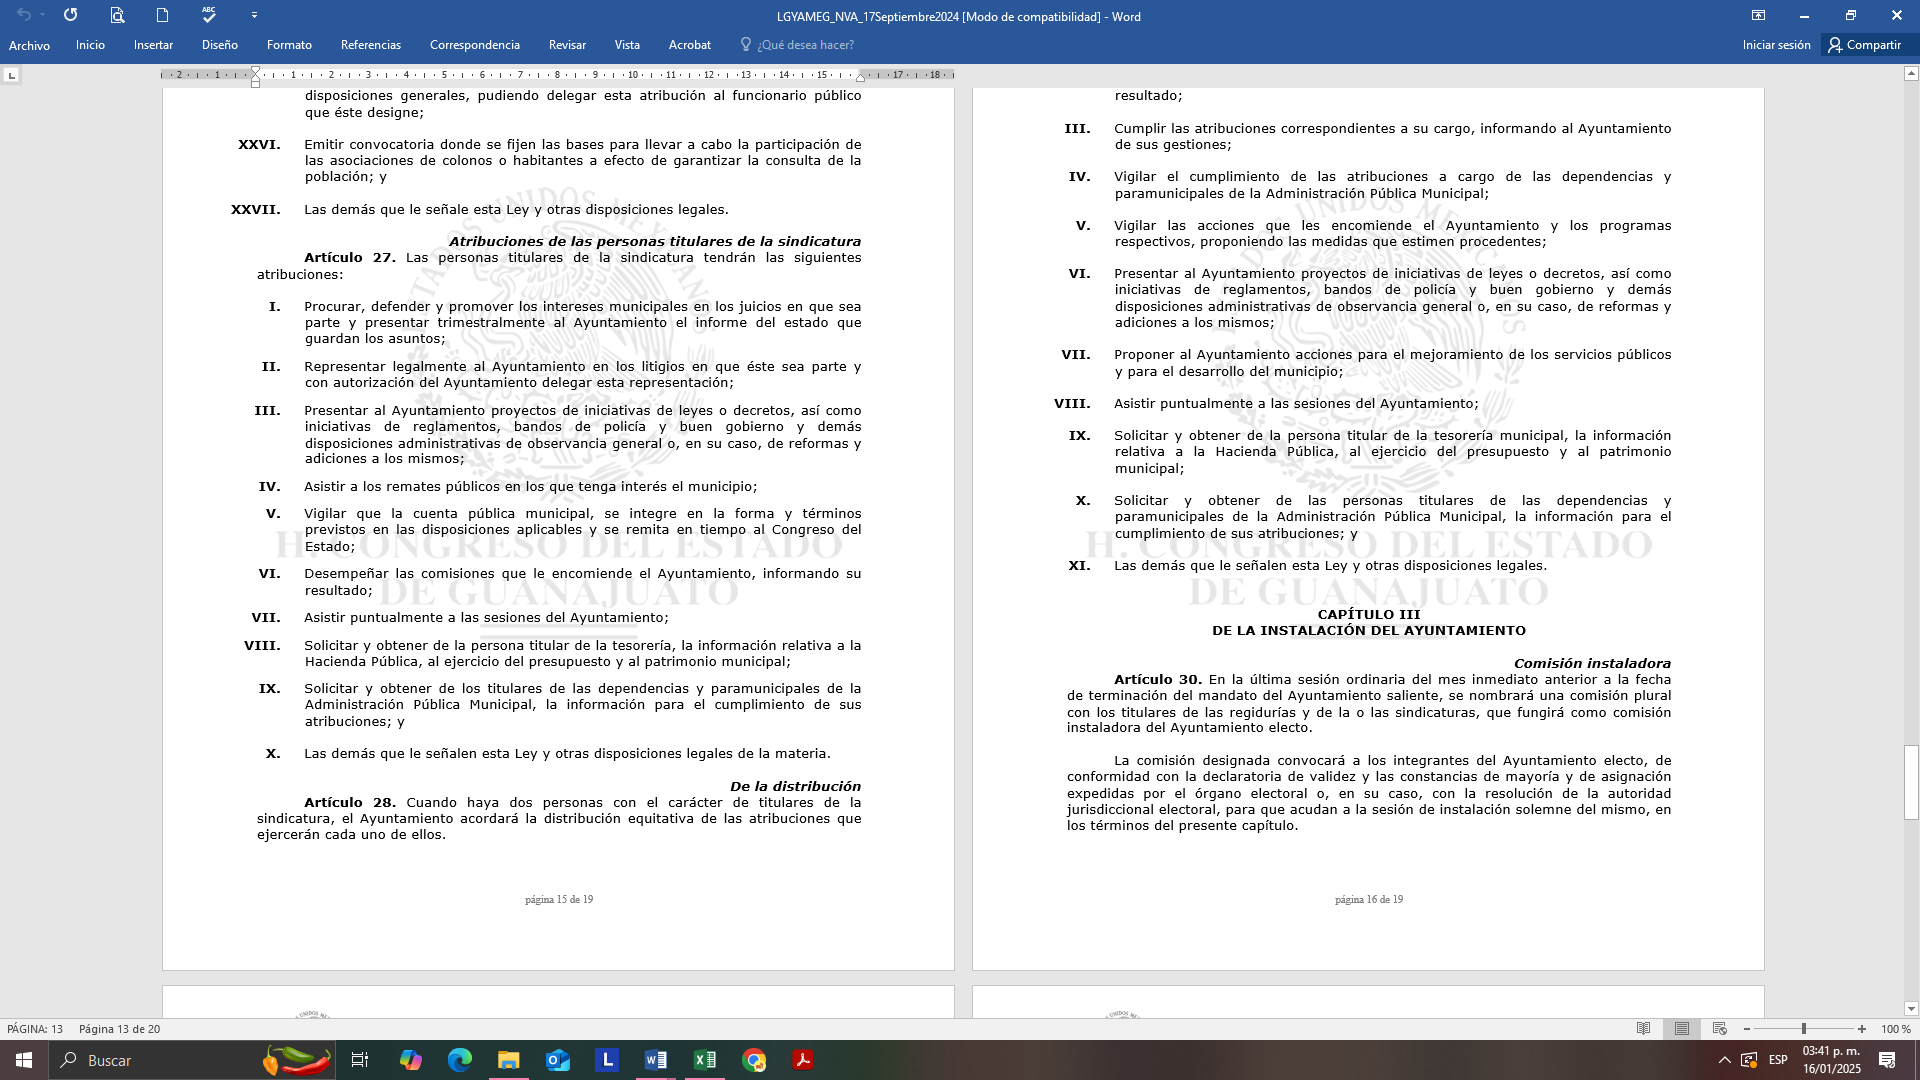 LGYAMEG_NVA_17Septiembre2024 [Modo de compatibilidad] - Word
Archivo Inicio Insertar Diseño Formato Referencias Correspondencia Revisar Vista Acrobat ¿Qué desea hacer? Iniciar sesión Compartir
2 1 1 2 3 4 5 6 7 8 9 10 11 12 13 14 15 17 18
disposiciones generales, pudiendo delegar esta atribución al funcionario público
que éste designe;
XXVI. Emitir convocatoria donde se fijen las bases para llevar a cabo la participación de
las asociaciones de colonos o habitantes a efecto de garantizar la consulta de la
población; y
XXVII. Las demás que le señale esta Ley y otras disposiciones legales.
Atribuciones de las personas titulares de la sindicatura
Artículo 27. Las personas titulares de la sindicatura tendrán las siguientes
atribuciones:
I. Procurar, defender y promover los intereses municipales en los juicios en que sea
parte y presentar trimestralmente al Ayuntamiento el informe del estado que
guardan los asuntos;
II. Representar legalmente al Ayuntamiento en los litigios en que éste sea parte y
con autorización del Ayuntamiento delegar esta representación;
III. Presentar al Ayuntamiento proyectos de iniciativas de leyes o decretos, así como
iniciativas de reglamentos, bandos de policía y buen gobierno y demás
disposiciones administrativas de observancia general o, en su caso, de reformas y
adiciones a los mismos;
IV. Asistir a los remates públicos en los que tenga interés el municipio;
V. Vigilar que la cuenta pública municipal, se integre en la forma y términos
previstos en las disposiciones aplicables y se remita en tiempo al Congreso del
Estado;
VI. Desempeñar las comisiones que le encomiende el Ayuntamiento, informando su
resultado;
VII. Asistir puntualmente a las sesiones del Ayuntamiento;
VIII. Solicitar y obtener de la persona titular de la tesorería, la información relativa a la
Hacienda Pública, al ejercicio del presupuesto y al patrimonio municipal;
IX. Solicitar y obtener de los titulares de las dependencias y paramunicipales de la
Administración Pública Municipal, la información para el cumplimiento de sus
atribuciones; y
X. Las demás que le señalen esta Ley y otras disposiciones legales de la materia.
De la distribución
Artículo 28. Cuando haya dos personas con el carácter de titulares de la
sindicatura, el Ayuntamiento acordará la distribución equitativa de las atribuciones que
ejercerán cada uno de ellos.
página 15 de 19
H. CONGRESO DEL ESTADO
DE GUANAJUATO
resultado;
III. Cumplir las atribuciones correspondientes a su cargo, informando al Ayuntamiento
de sus gestiones;
IV. Vigilar el cumplimiento de las atribuciones a cargo de las dependencias y
paramunicipales de la Administración Pública Municipal;
V. Vigilar las acciones que les encomiende el Ayuntamiento y los programas
respectivos, proponiendo las medidas que estimen procedentes;
VI. Presentar al Ayuntamiento proyectos de iniciativas de leyes o decretos, así como
iniciativas de reglamentos, bandos de policía y buen gobierno y demás
disposiciones administrativas de observancia general o, en su caso, de reformas y
adiciones a los mismos;
VII. Proponer al Ayuntamiento acciones para el mejoramiento de los servicios públicos
y para el desarrollo del municipio;
VIII. Asistir puntualmente a las sesiones del Ayuntamiento;
IX. Solicitar y obtener de la persona titular de la tesorería municipal, la información
relativa a la Hacienda Pública, al ejercicio del presupuesto y al patrimonio
municipal;
X. Solicitar y obtener de las personas titulares de las dependencias y
paramunicipales de la Administración Pública Municipal, la información para el
cumplimiento de sus atribuciones; y
XI. Las demás que le señalen esta Ley y otras disposiciones legales.
CAPÍTULO III
DE LA INSTALACIÓN DEL AYUNTAMIENTO
Comisión instaladora
Artículo 30. En la última sesión ordinaria del mes inmediato anterior a la fecha
de terminación del mandato del Ayuntamiento saliente, se nombrará una comisión plural
con los titulares de las regidurías y de la o las sindicaturas, que fungirá como comisión
instaladora del Ayuntamiento electo.
La comisión designada convocará a los integrantes del Ayuntamiento electo, de
conformidad con la declaratoria de validez y las constancias de mayoría y de asignación
expedidas por el órgano electoral o, en su caso, con la resolución de la autoridad
jurisdiccional electoral, para que acudan a la sesión de instalación solemne del mismo, en
los términos del presente capítulo.
página 16 de 19
H. CONGRESO DEL ESTADO
DE GUANAJUATO
PÁGINA: 13 Página 13 de 20 100 %
Buscar ESP 03:41 p. m.
16/01/2025